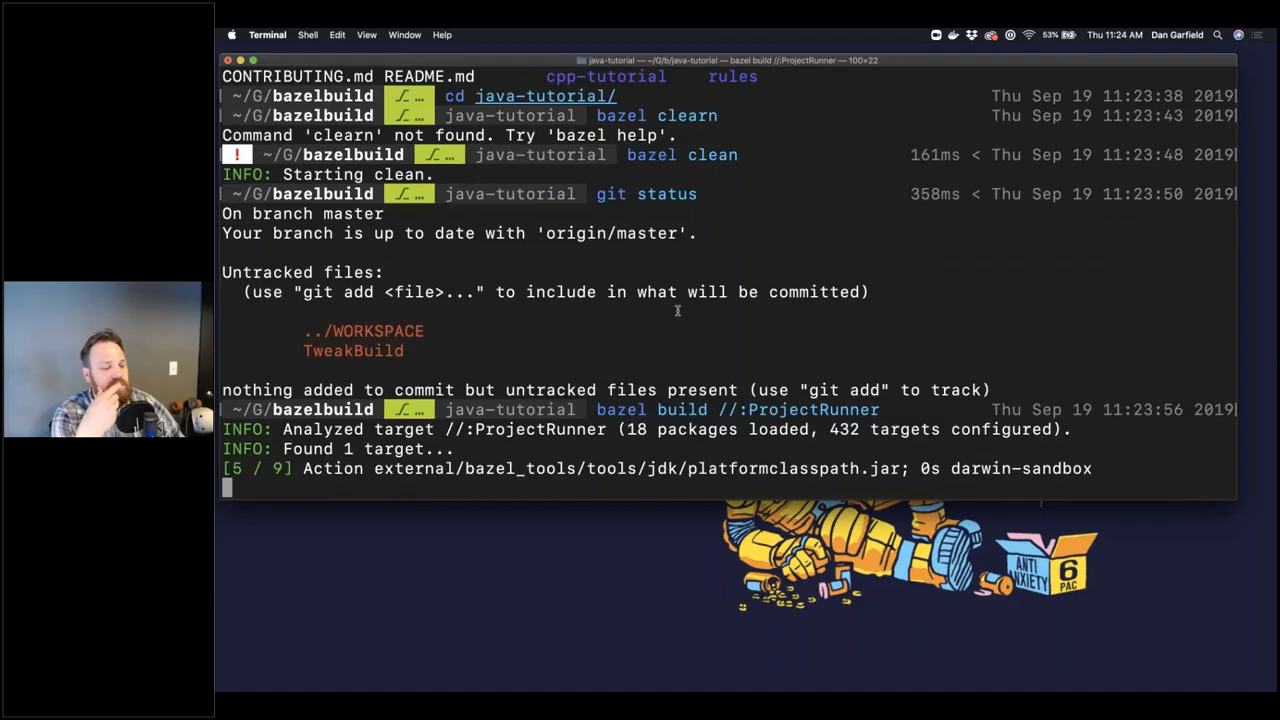 Terminal Shell Edit View Window Help 53% Thu 11:24 AM Dan Garfield
java-tutorial — ~/G/b/java-tutorial — bazel build //:ProjectRunner — 100×22
CONTRIBUTING.md README.md cpp-tutorial rules
~/G/bazelbuild … cd java-tutorial/ Thu Sep 19 11:23:38 2019
~/G/bazelbuild … java-tutorial bazel clearn Thu Sep 19 11:23:43 2019
Command 'clearn' not found. Try 'bazel help'.
! ~/G/bazelbuild … java-tutorial bazel clean 161ms < Thu Sep 19 11:23:48 2019
INFO: Starting clean.
~/G/bazelbuild … java-tutorial git status 358ms < Thu Sep 19 11:23:50 2019
On branch master
Your branch is up to date with 'origin/master'.
Untracked files:
(use "git add <file>..." to include in what will be committed)
../WORKSPACE
TweakBuild
nothing added to commit but untracked files present (use "git add" to track)
~/G/bazelbuild … java-tutorial bazel build //:ProjectRunner Thu Sep 19 11:23:56 2019
INFO: Analyzed target //:ProjectRunner (18 packages loaded, 432 targets configured).
INFO: Found 1 target...
[5 / 9] Action external/bazel_tools/tools/jdk/platformclasspath.jar; 0s darwin-sandbox
ANTI
ANXIETY
6
PAC